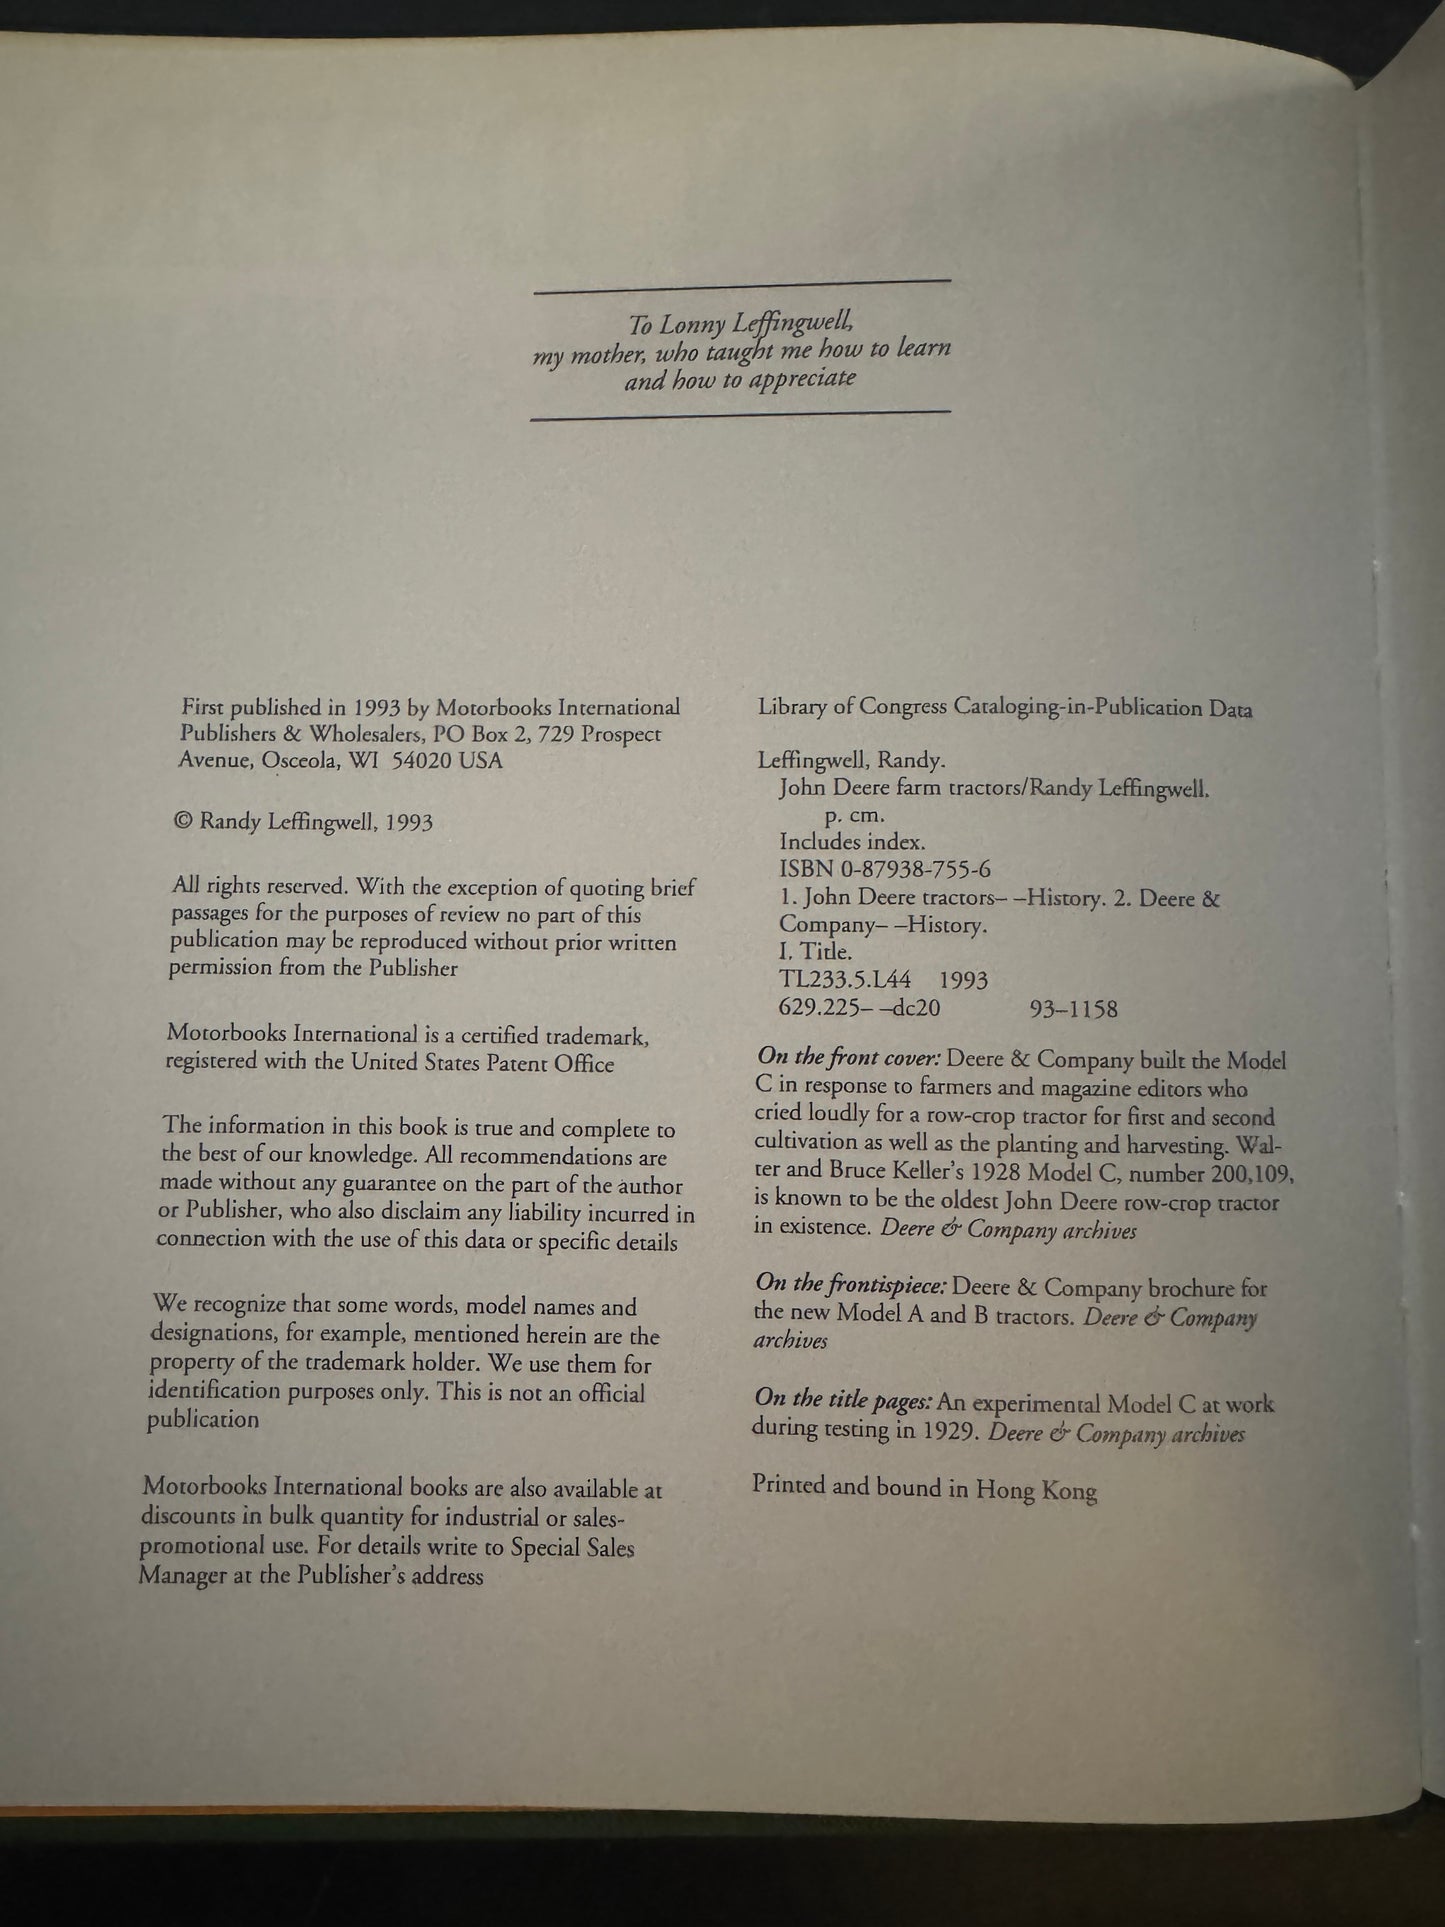 To Lonny Leffingwell,
my mother, who taught me how to learn
and how to appreciate
First published in 1993 by Motorbooks International
Publishers & Wholesalers, PO Box 2, 729 Prospect
Avenue, Osceola, WI 54020 USA
© Randy Leffingwell, 1993
All rights reserved. With the exception of quoting brief
passages for the purposes of review no part of this
publication may be reproduced without prior written
permission from the Publisher
Motorbooks International is a certified trademark,
registered with the United States Patent Office
The information in this book is true and complete to
the best of our knowledge. All recommendations are
made without any guarantee on the part of the author
or Publisher, who also disclaim any liability incurred in
connection with the use of this data or specific details
We recognize that some words, model names and
designations, for example, mentioned herein are the
property of the trademark holder. We use them for
identification purposes only. This is not an official
publication
Motorbooks International books are also available at
discounts in bulk quantity for industrial or sales-
promotional use. For details write to Special Sales
Manager at the Publisher's address
Library of Congress Cataloging-in-Publication Data
Leffingwell, Randy.
John Deere farm tractors/Randy Leffingwell.
p. cm.
Includes index.
ISBN 0-87938-755-6
1. John Deere tractors– –History. 2. Deere &
Company– –History.
I. Title.
TL233.5.L44 1993
629.225– –dc20 93–1158
On the front cover: Deere & Company built the Model
C in response to farmers and magazine editors who
cried loudly for a row-crop tractor for first and second
cultivation as well as the planting and harvesting. Wal-
ter and Bruce Keller's 1928 Model C, number 200,109,
is known to be the oldest John Deere row-crop tractor
in existence. Deere & Company archives
On the frontispiece: Deere & Company brochure for
the new Model A and B tractors. Deere & Company
archives
On the title pages: An experimental Model C at work
during testing in 1929. Deere & Company archives
Printed and bound in Hong Kong